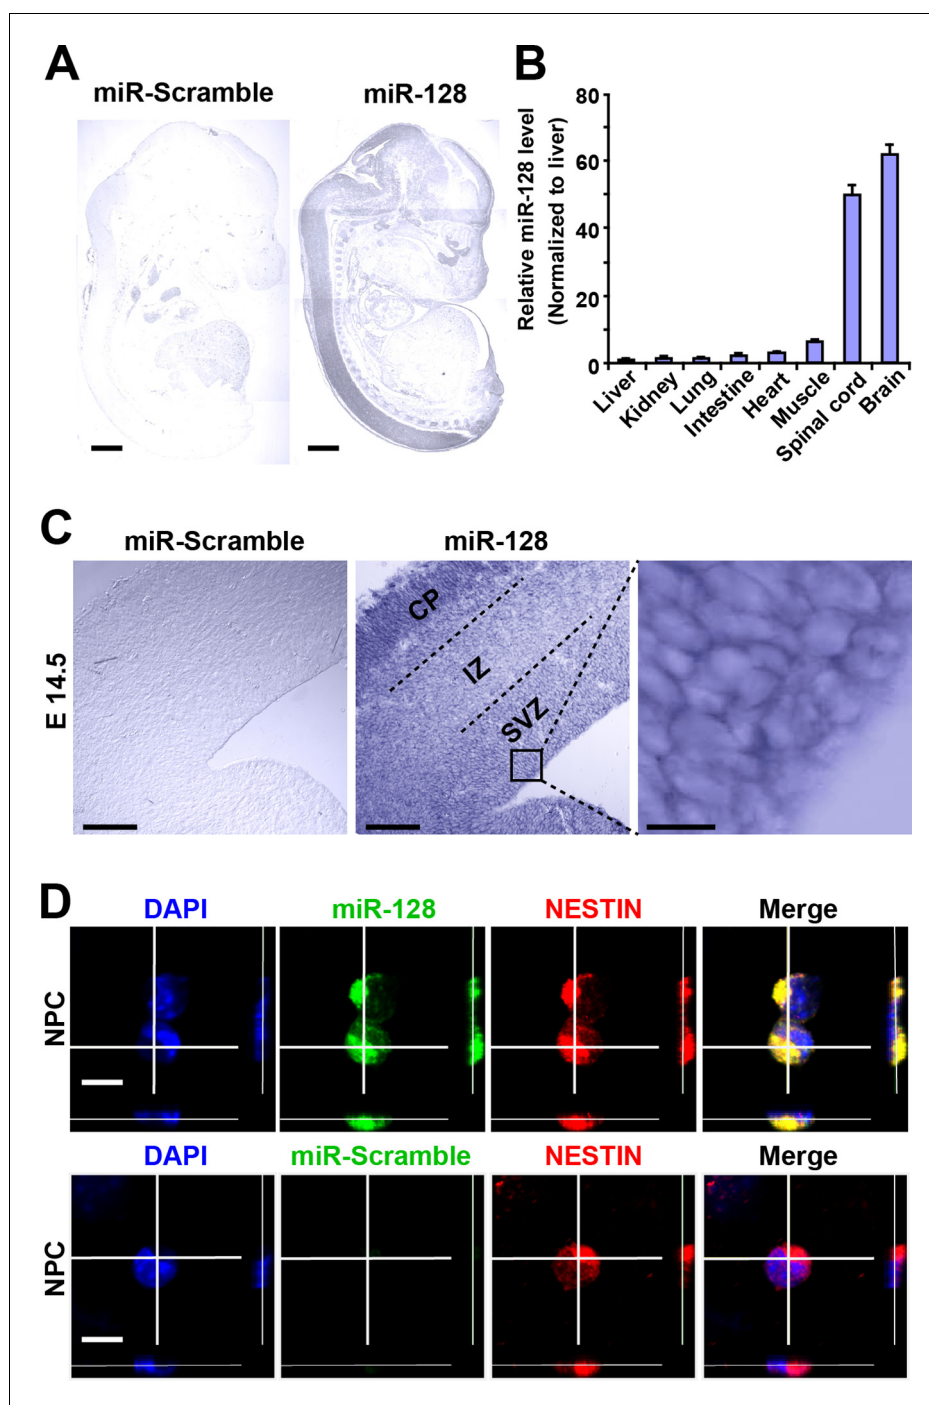 A
miR-Scramble
miR-128
B
Relative miR-128 level
(Normalized to liver)
80
60
40
20
0
Liver
Kidney
Lung
Intestine
Heart
Muscle
Spinal cord
Brain
C
miR-Scramble
miR-128
E 14.5
CP
IZ
SVZ
D
DAPI
miR-128
NESTIN
Merge
NPC
DAPI
miR-Scramble
NESTIN
Merge
NPC